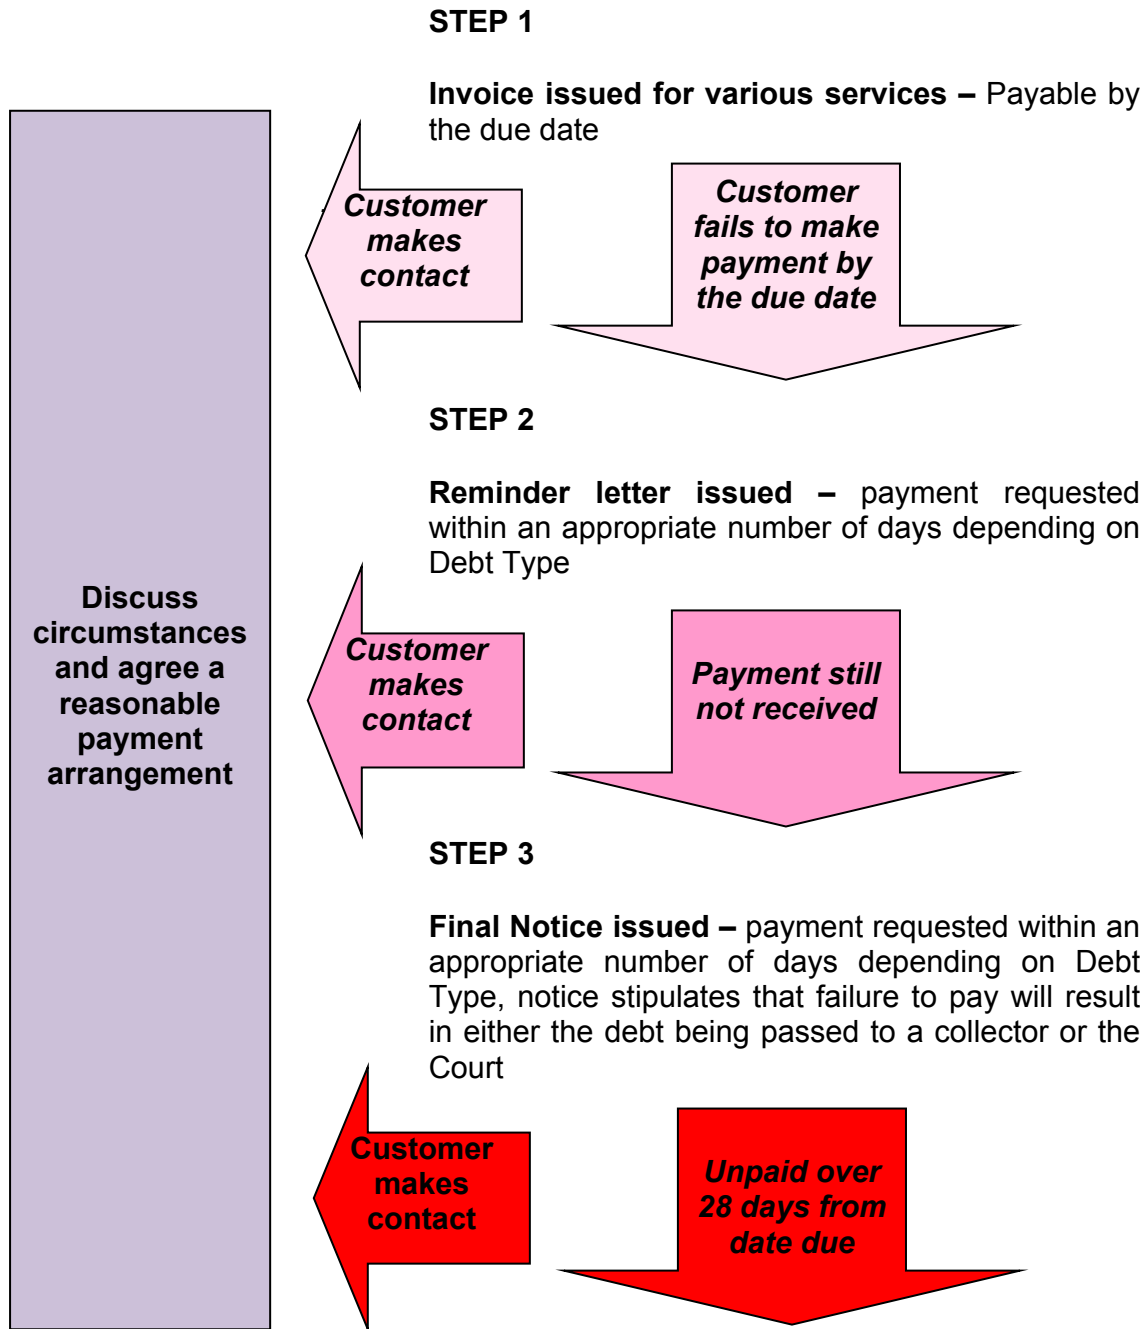 STEP 1
Invoice issued for various services – Payable by
the due date
Customer
makes
contact
Customer
fails to make
payment by
the due date
STEP 2
Reminder letter issued – payment requested
within an appropriate number of days depending on
Debt Type
Discuss
circumstances
and agree a
reasonable
payment
arrangement
Customer
makes
contact
Payment still
not received
STEP 3
Final Notice issued – payment requested within an
appropriate number of days depending on Debt
Type, notice stipulates that failure to pay will result
in either the debt being passed to a collector or the
Court
Customer
makes
contact
Unpaid over
28 days from
date due